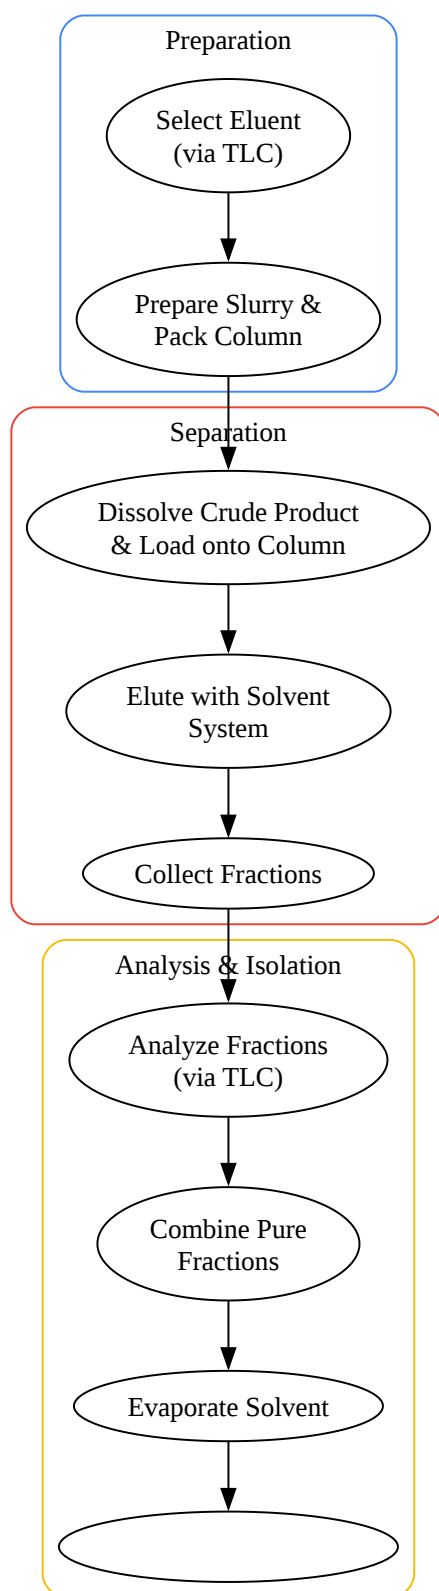 Preparation
Select Eluent
(via TLC)
Prepare Slurry &
Pack Column
Separation
Dissolve Crude Product
& Load onto Column
Elute with Solvent
System
Collect Fractions
Analysis & Isolation
Analyze Fractions
(via TLC)
Combine Pure
Fractions
Evaporate Solvent